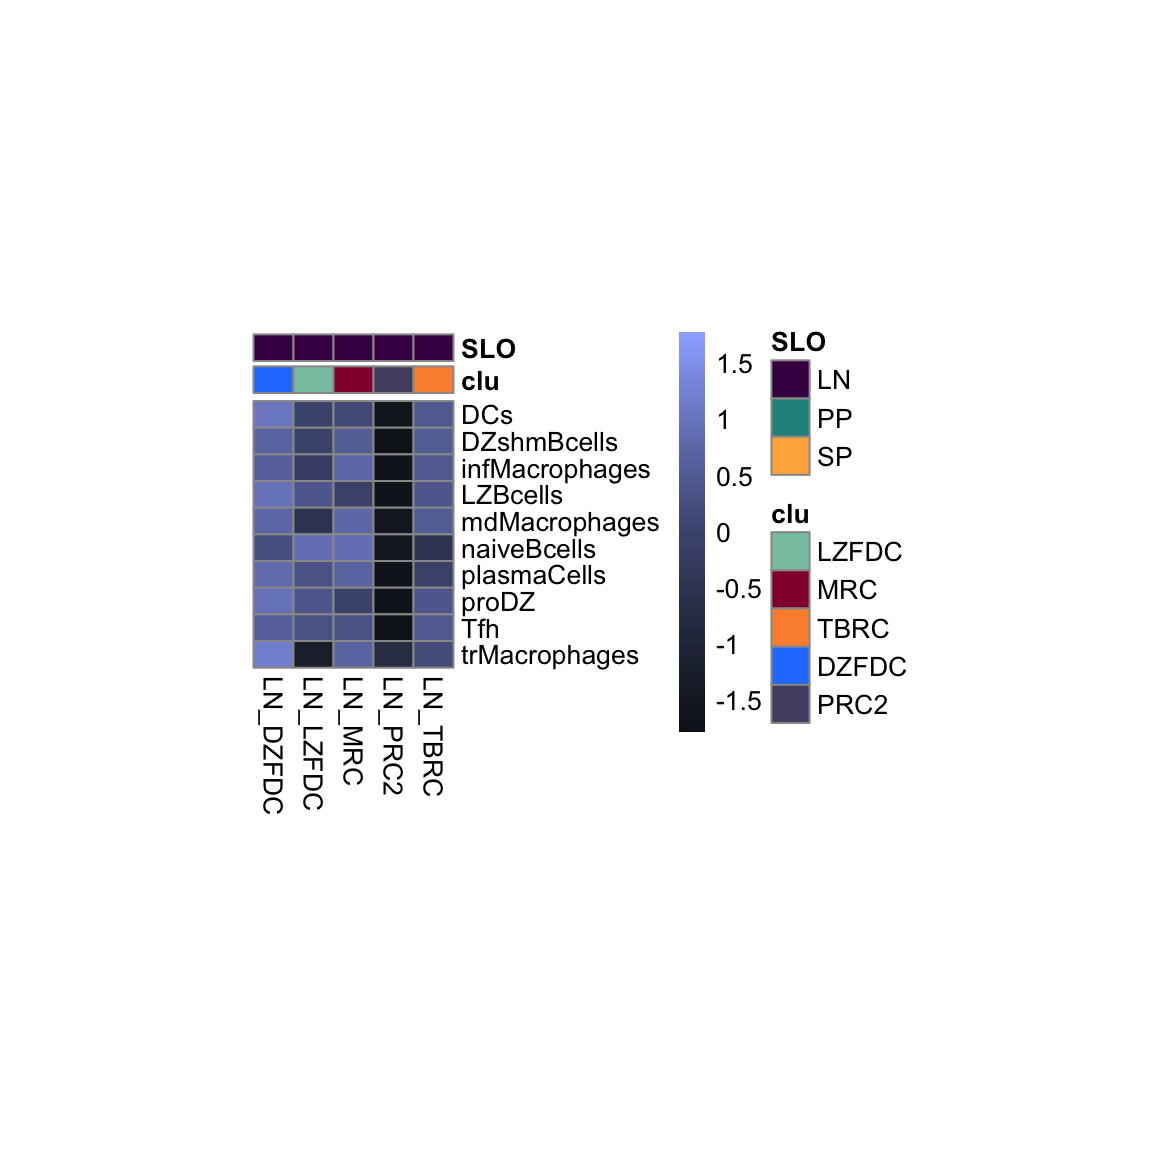 SLO
clu
DCs
DZshmBcells
infMacrophages
LZBcells
mdMacrophages
naiveBcells
plasmaCells
proDZ
Tfh
trMacrophages
LN_DZFDC
LN_LZFDC
LN_MRC
LN_PRC2
LN_TBRC
1.5
1
0.5
0
-0.5
-1
-1.5
SLO
LN
PP
SP
clu
LZFDC
MRC
TBRC
DZFDC
PRC2